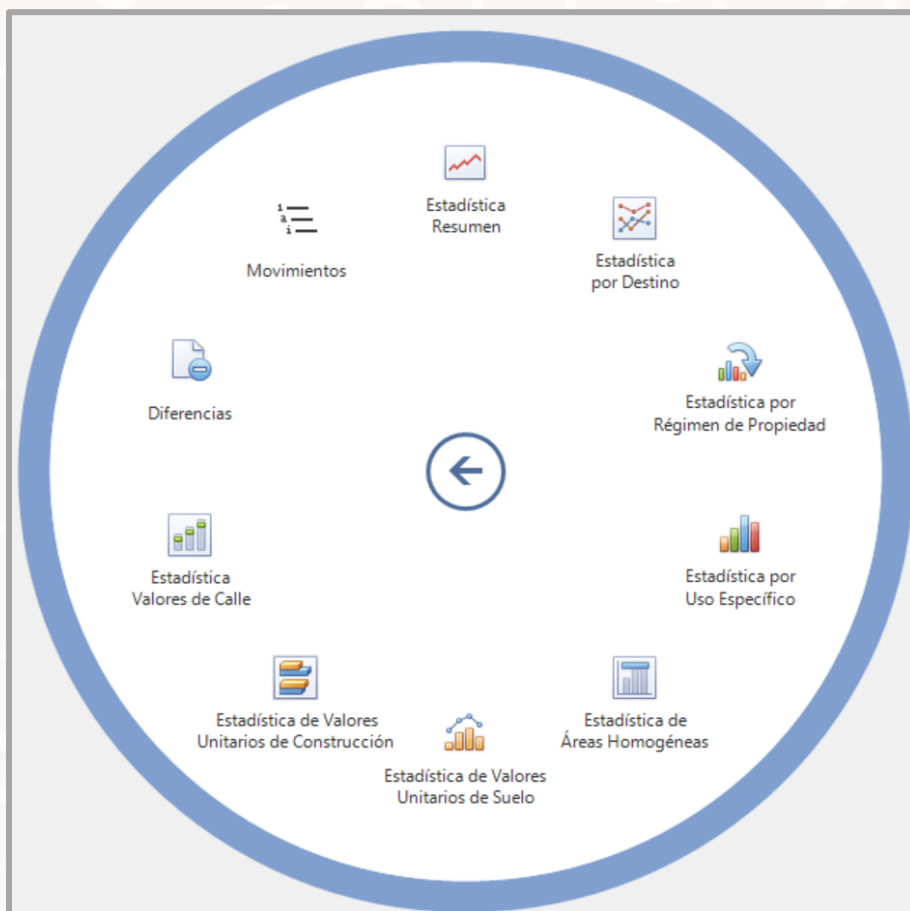 Estadística
Resumen
Estadística
por Destino
Estadística por
Régimen de Propiedad
Estadística por
Uso Específico
Estadística de
Áreas Homogéneas
Estadística de Valores
Unitarios de Suelo
Estadística de Valores
Unitarios de Construcción
Estadística
Valores de Calle
Diferencias
1
a
i
Movimientos